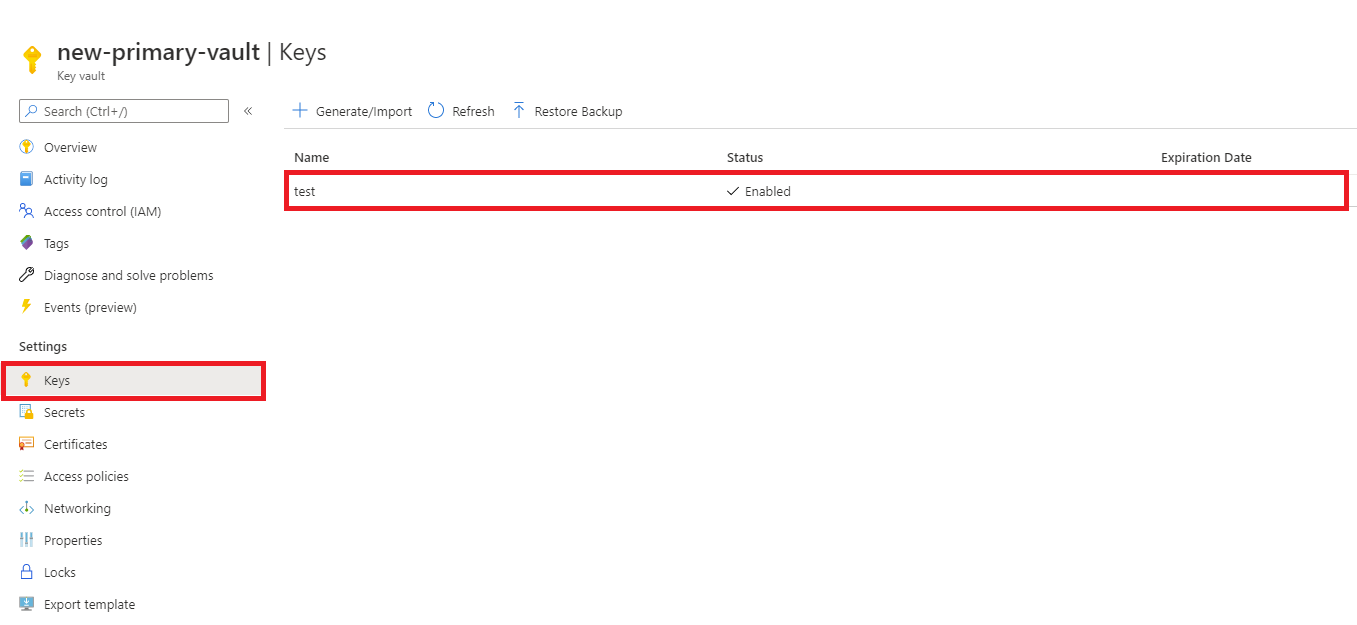 new-primary-vault | Keys
Key vault
Search (Ctrl+/)
«
Generate/Import Refresh Restore Backup
Overview
Activity log
Access control (IAM)
Tags
Diagnose and solve problems
Events (preview)
Settings
Keys
Secrets
Certificates
Access policies
Networking
Properties
Locks
Export template
Name Status Expiration Date
test Enabled